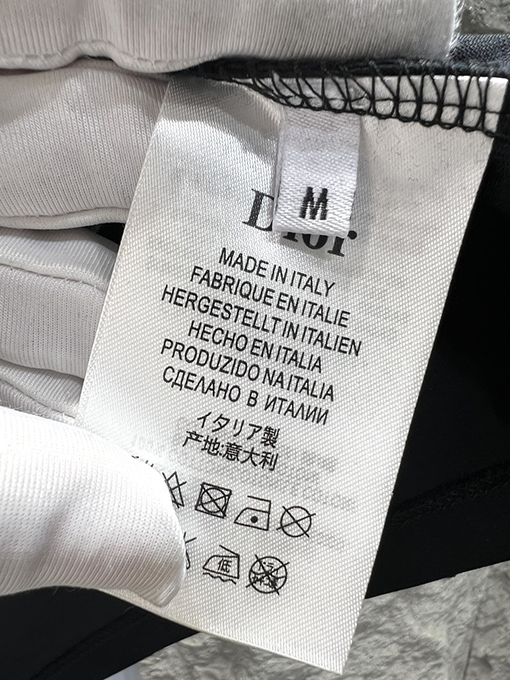 M
Dior
MADE IN ITALY
FABRIQUE EN ITALIE
HERGESTELLT IN ITALIEN
HECHO EN ITALIA
PRODUZIDO NA ITALIA
СДЕЛАНО В ИТАЛИИ
イタリア製
产地:意大利
低